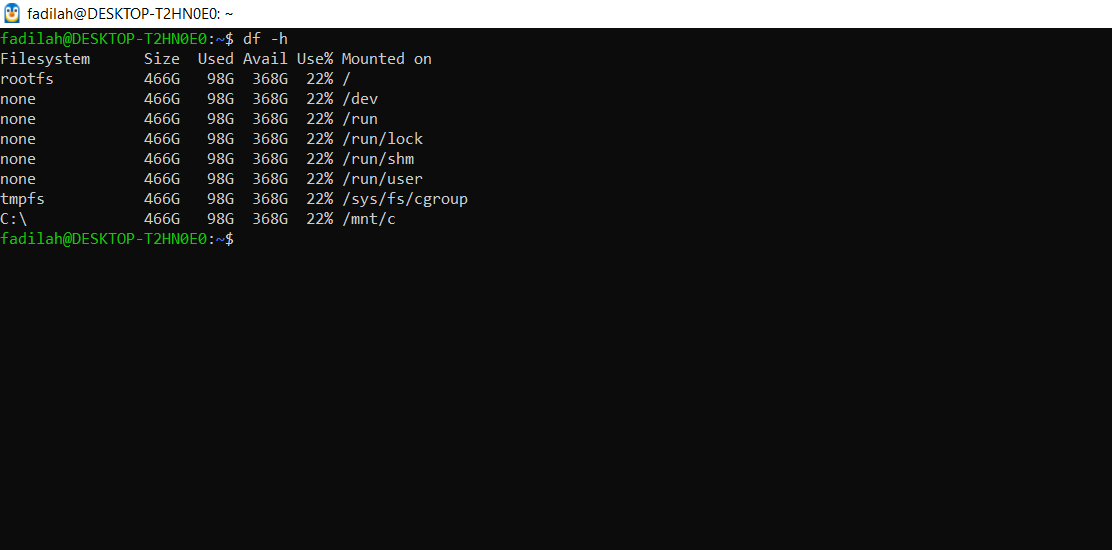 fadilah@DESKTOP-T2HN0E0: ~
fadilah@DESKTOP-T2HN0E0:~$ df -h
Filesystem      Size  Used Avail Use% Mounted on
rootfs          466G   98G  368G  22% /
none            466G   98G  368G  22% /dev
none            466G   98G  368G  22% /run
none            466G   98G  368G  22% /run/lock
none            466G   98G  368G  22% /run/shm
none            466G   98G  368G  22% /run/user
tmpfs           466G   98G  368G  22% /sys/fs/cgroup
C:\             466G   98G  368G  22% /mnt/c
fadilah@DESKTOP-T2HN0E0:~$